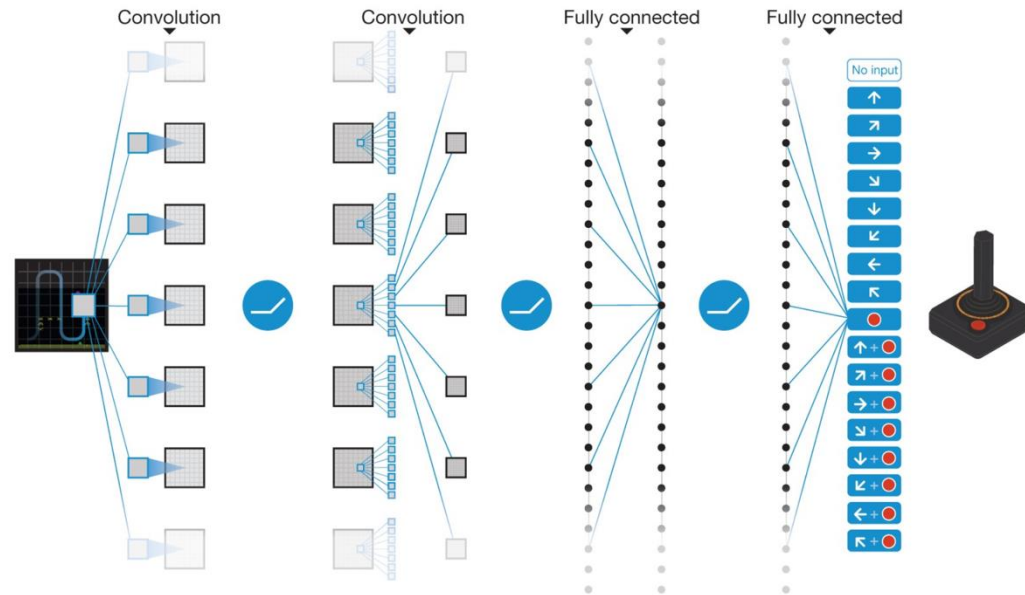 Convolution
Convolution
Fully connected
Fully connected
No input
+
+
+
+
+
+
+
+